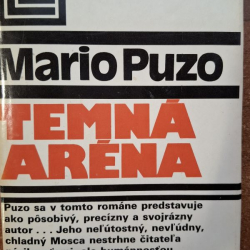 Mario Puzo
TEMNÁ
ARÉNA
Puzo sa v tomto románe predstavuje
ako pôsobivý, precízny a svojrázny
autor . . . Jeho neľútostný, nevľúdny,
chladný Mosca nestrhne čitateľa